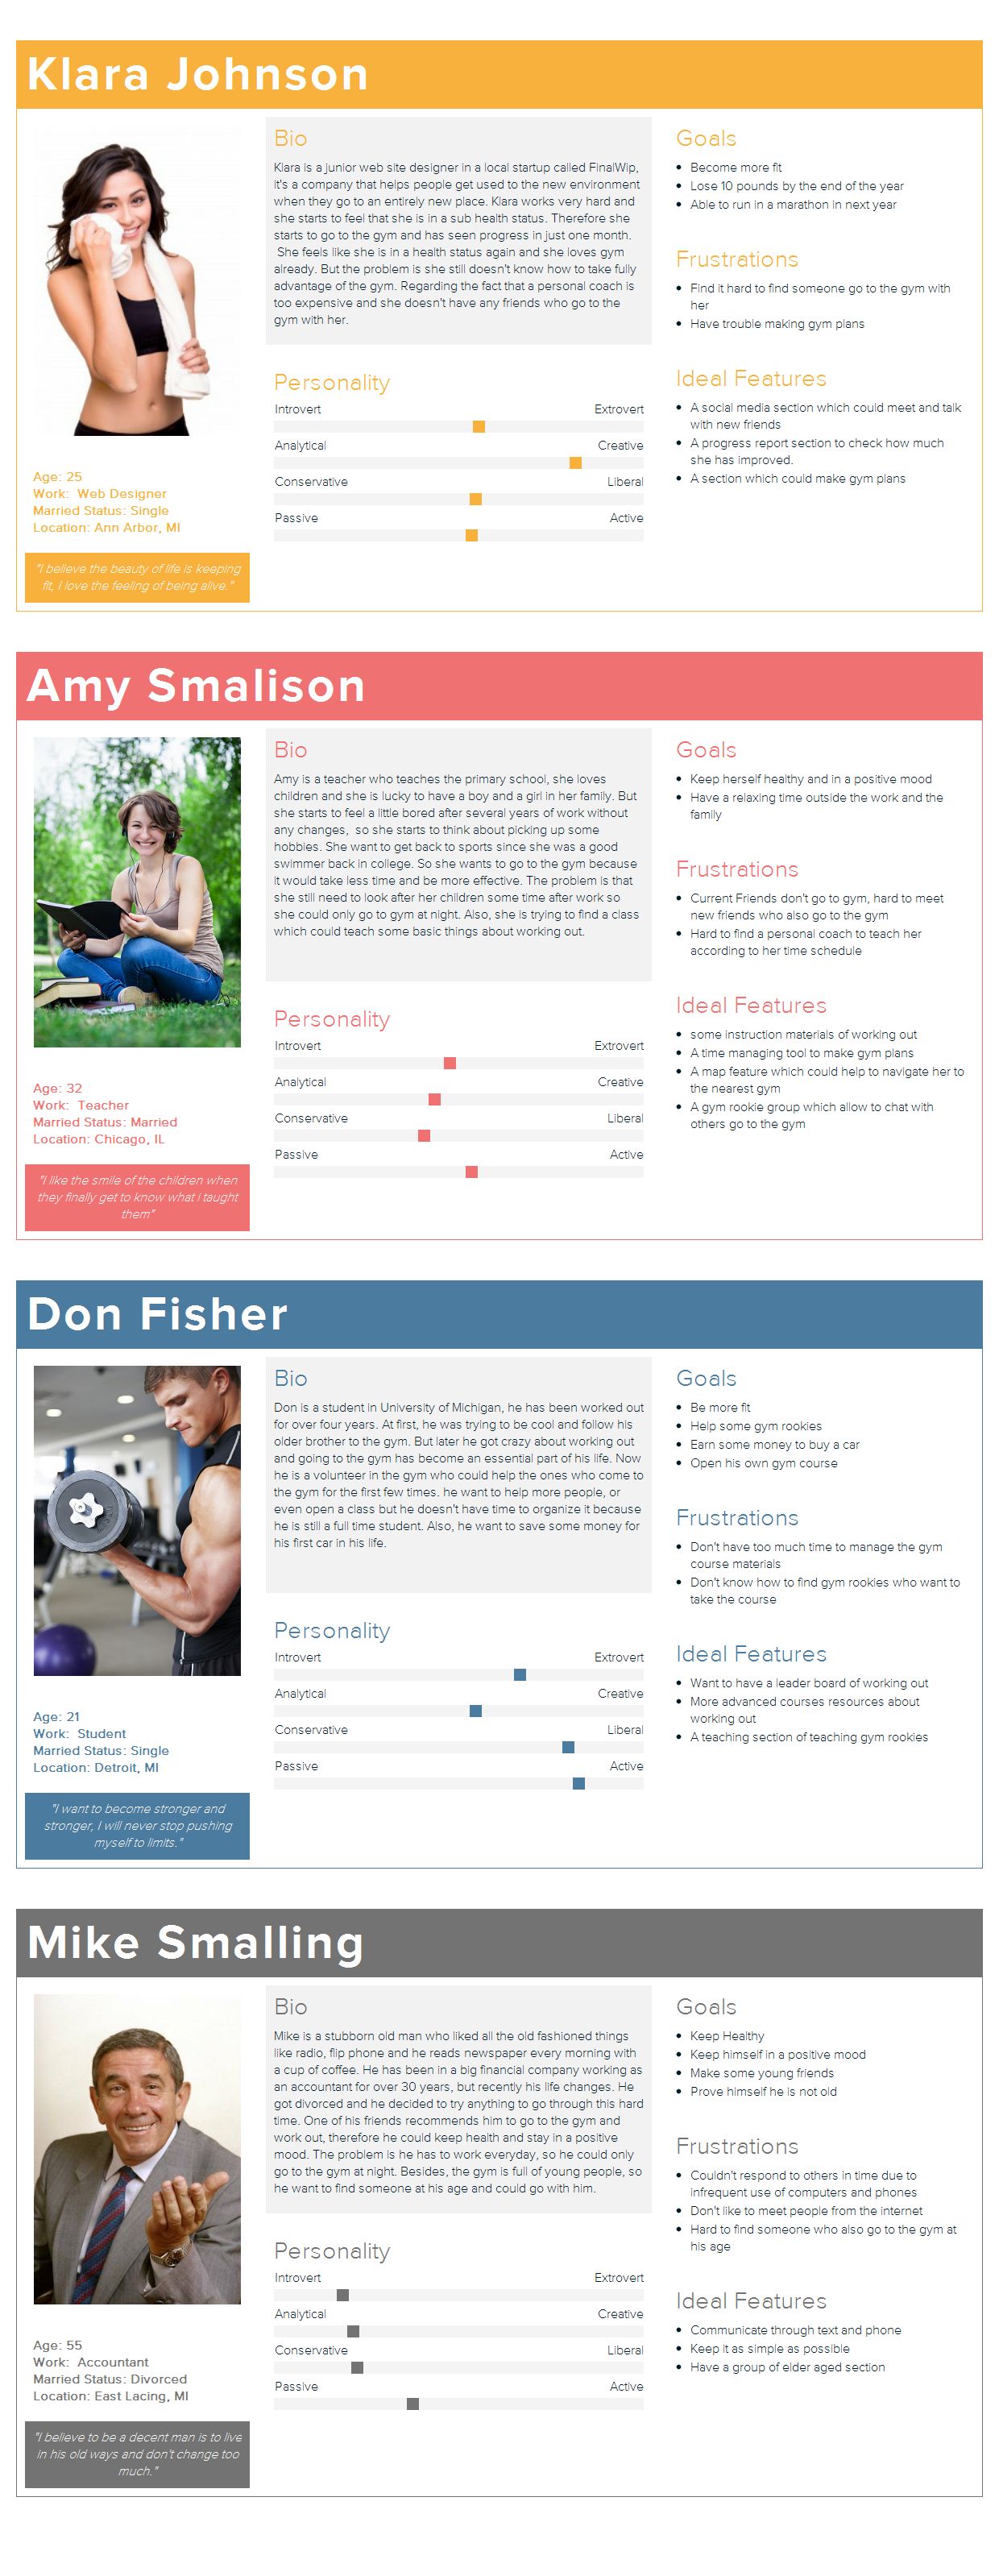 Klara Johnson
Age: 25
Work:  Web Designer
Married Status: Single
Location: Ann Arbor, MI
"I believe the beauty of life is keeping
fit, I love the feeling of being alive."
Bio
Klara is a junior web site designer in a local startup called FinalWip,
it's a company that helps people get used to the new environment
when they go to an entirely new place. Klara works very hard and
she starts to feel that she is in a sub health status. Therefore she
starts to go to the gym and has seen progress in just one month.
She feels like she is in a health status again and she loves gym
already. But the problem is she still doesn't know how to take fully
advantage of the gym. Regarding the fact that a personal coach is
too expensive and she doesn't have any friends who go to the
gym with her.
Personality
Introvert Extrovert
Analytical Creative
Conservative Liberal
Passive Active
Goals
• Become more fit
• Lose 10 pounds by the end of the year
• Able to run in a marathon in next year
Frustrations
• Find it hard to find someone go to the gym with
her
• Have trouble making gym plans
Ideal Features
• A social media section which could meet and talk
with new friends
• A progress report section to check how much
she has improved.
• A section which could make gym plans
Amy Smalison
Age: 32
Work:  Teacher
Married Status: Married
Location: Chicago, IL
"I like the smile of the children when
they finally get to know what i taught
them"
Bio
Amy is a teacher who teaches the primary school, she loves
children and she is lucky to have a boy and a girl in her family. But
she starts to feel a little bored after several years of work without
any changes,  so she starts to think about picking up some
hobbies. She want to get back to sports since she was a good
swimmer back in college. So she wants to go to the gym because
it would take less time and be more effective. The problem is that
she still need to look after her children some time after work so
she could only go to gym at night. Also, she is trying to find a class
which could teach some basic things about working out.
Personality
Introvert Extrovert
Analytical Creative
Conservative Liberal
Passive Active
Goals
• Keep herself healthy and in a positive mood
• Have a relaxing time outside the work and the
family
Frustrations
• Current Friends don't go to gym, hard to meet
new friends who also go to the gym
• Hard to find a personal coach to teach her
according to her time schedule
Ideal Features
• some instruction materials of working out
• A time managing tool to make gym plans
• A map feature which could help to navigate her to
the nearest gym
• A gym rookie group which allow to chat with
others go to the gym
Don Fisher
Age: 21
Work:  Student
Married Status: Single
Location: Detroit, MI
"I want to become stronger and
stronger, I will never stop pushing
myself to limits."
Bio
Don is a student in University of Michigan, he has been worked out
for over four years. At first, he was trying to be cool and follow his
older brother to the gym. But later he got crazy about working out
and going to the gym has become an essential part of his life. Now
he is a volunteer in the gym who could help the ones who come to
the gym for the first few times. he want to help more people, or
even open a class but he doesn't have time to organize it because
he is still a full time student. Also, he want to save some money for
his first car in his life.
Personality
Introvert Extrovert
Analytical Creative
Conservative Liberal
Passive Active
Goals
• Be more fit
• Help some gym rookies
• Earn some money to buy a car
• Open his own gym course
Frustrations
• Don't have too much time to manage the gym
course materials
• Don't know how to find gym rookies who want to
take the course
Ideal Features
• Want to have a leader board of working out
• More advanced courses resources about
working out
• A teaching section of teaching gym rookies
Mike Smalling
Age: 55
Work:  Accountant
Married Status: Divorced
Location: East Lacing, MI
"I believe to be a decent man is to live
in his old ways and don't change too
much."
Bio
Mike is a stubborn old man who liked all the old fashioned things
like radio, flip phone and he reads newspaper every morning with
a cup of coffee. He has been in a big financial company working as
an accountant for over 30 years, but recently his life changes. He
got divorced and he decided to try anything to go through this hard
time. One of his friends recommends him to go to the gym and
work out, therefore he could keep health and stay in a positive
mood. The problem is he has to work everyday, so he could only
go to the gym at night. Besides, the gym is full of young people, so
he want to find someone at his age and could go with him.
Personality
Introvert Extrovert
Analytical Creative
Conservative Liberal
Passive Active
Goals
• Keep Healthy
• Keep himself in a positive mood
• Make some young friends
• Prove himself he is not old
Frustrations
• Couldn't respond to others in time due to
infrequent use of computers and phones
• Don't like to meet people from the internet
• Hard to find someone who also go to the gym at
his age
Ideal Features
• Communicate through text and phone
• Keep it as simple as possible
• Have a group of elder aged section